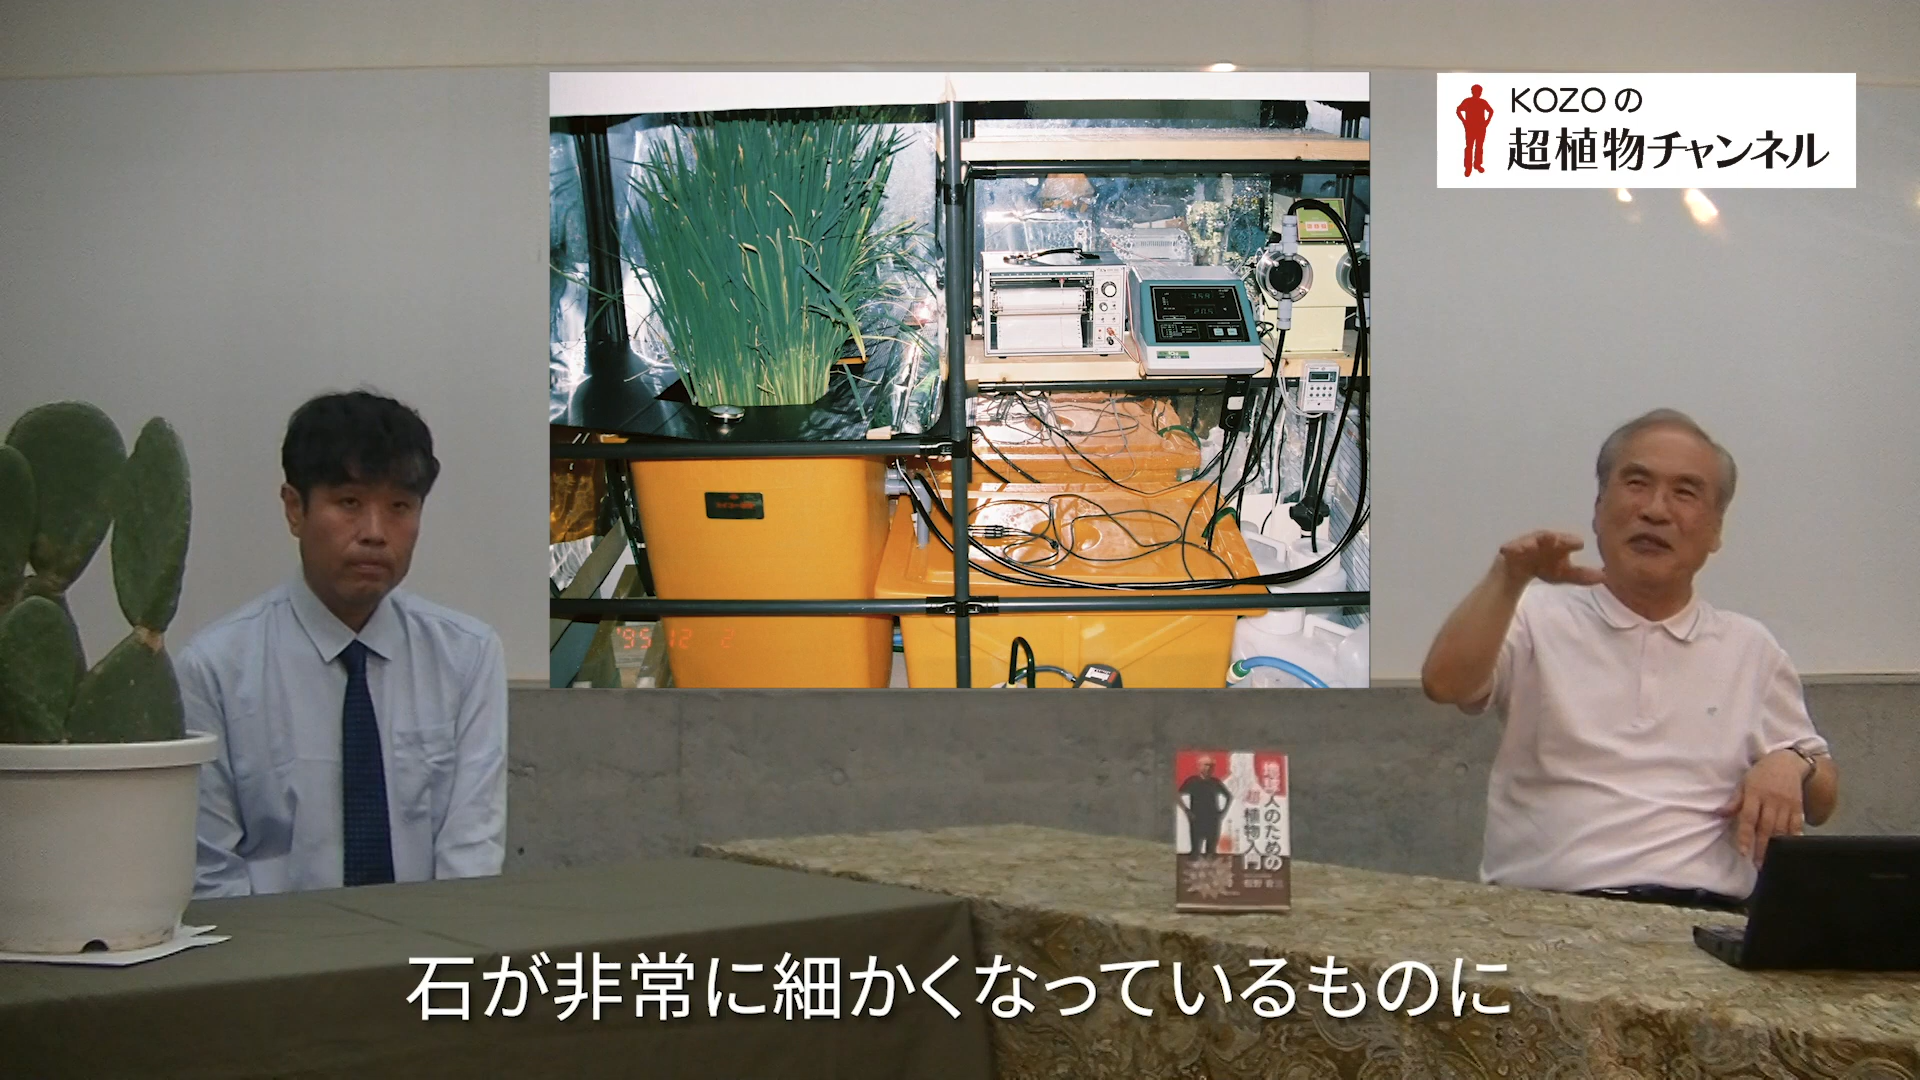 KOZOの
超植物チャンネル
'95 12 2
地球人のための
超植物入門
石が非常に細かくなっているものに